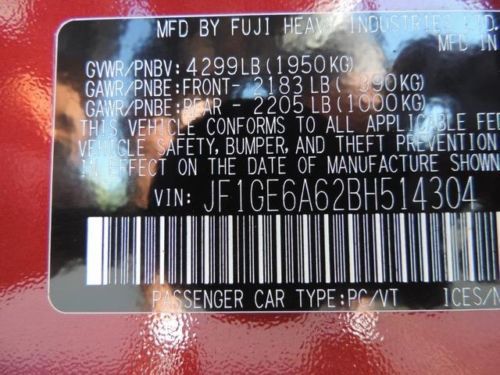 MFD BY FUJI HEAVY INDUSTRIES LTD.
MFD IN
GVWR/PNBV: 4299LB (1950KG)
GAWR/PNBE: FRONT- 2183 LB ( 990KG)
GAWR/PNBE: REAR - 2205 LB (1000KG)
THIS VEHICLE CONFORMS TO ALL APPLICABLE
VEHICLE SAFETY, BUMPER, AND THEFT PREVENTION
IN EFFECT ON THE DATE OF MANUFACTURE SHOWN
VIN: JF1GE6A62BH514304
PASSENGER CAR TYPE:PC/VT ICES/N